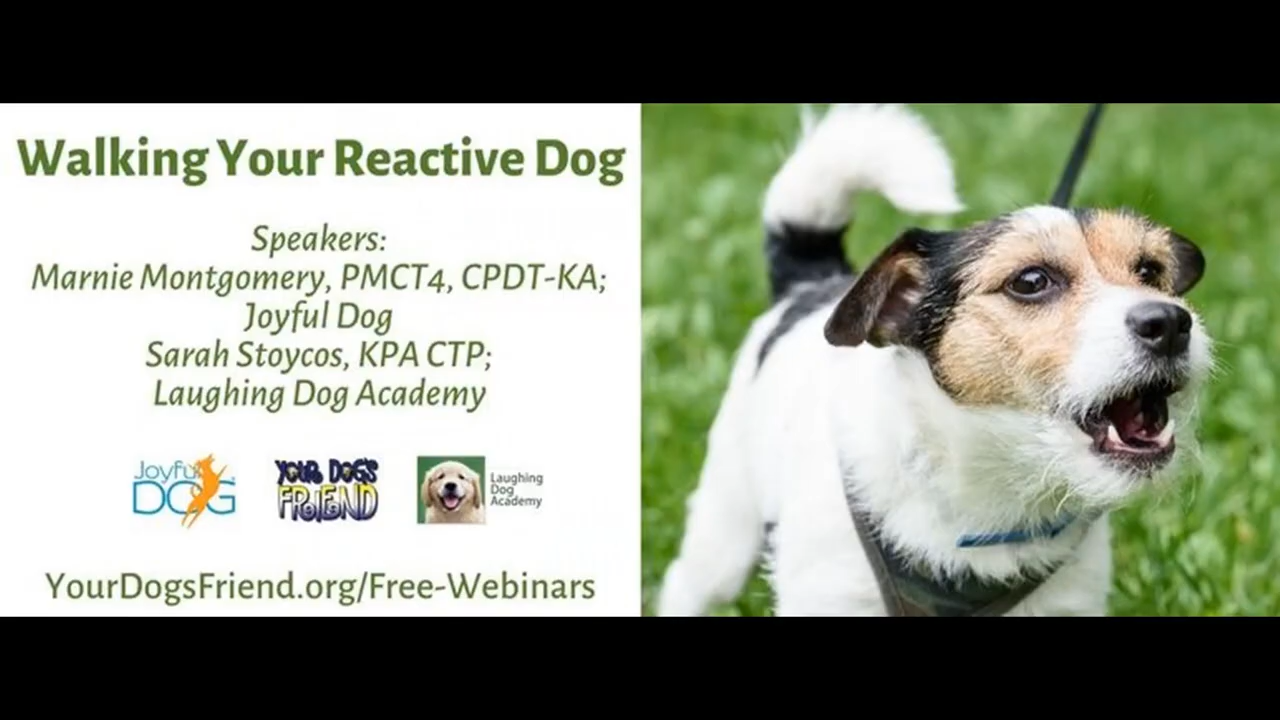 Walking Your Reactive Dog
Speakers:
Marnie Montgomery, PMCT4, CPDT-KA;
Joyful Dog
Sarah Stoycos, KPA CTP;
Laughing Dog Academy
Joyful
DOG
YOUR DOG'S
FRIEND
Laughing
Dog
Academy
YourDogsFriend.org/Free-Webinars